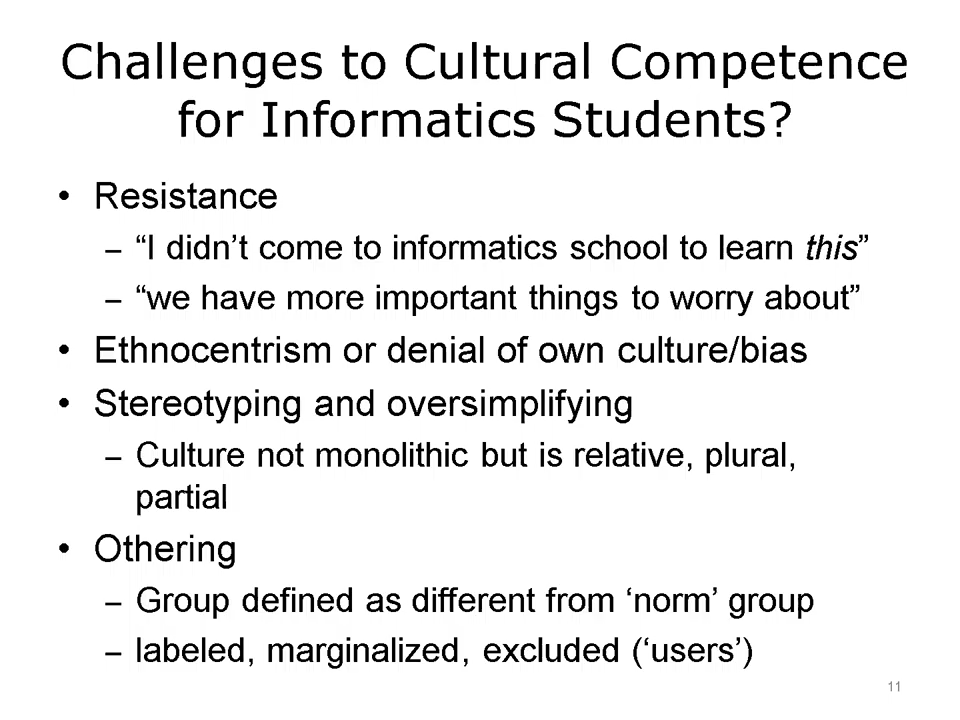 Challenges to Cultural Competence
for Informatics Students?
• Resistance
– “I didn’t come to informatics school to learn this”
– “we have more important things to worry about”
• Ethnocentrism or denial of own culture/bias
• Stereotyping and oversimplifying
– Culture not monolithic but is relative, plural,
partial
• Othering
– Group defined as different from ‘norm’ group
– labeled, marginalized, excluded (‘users’)
11